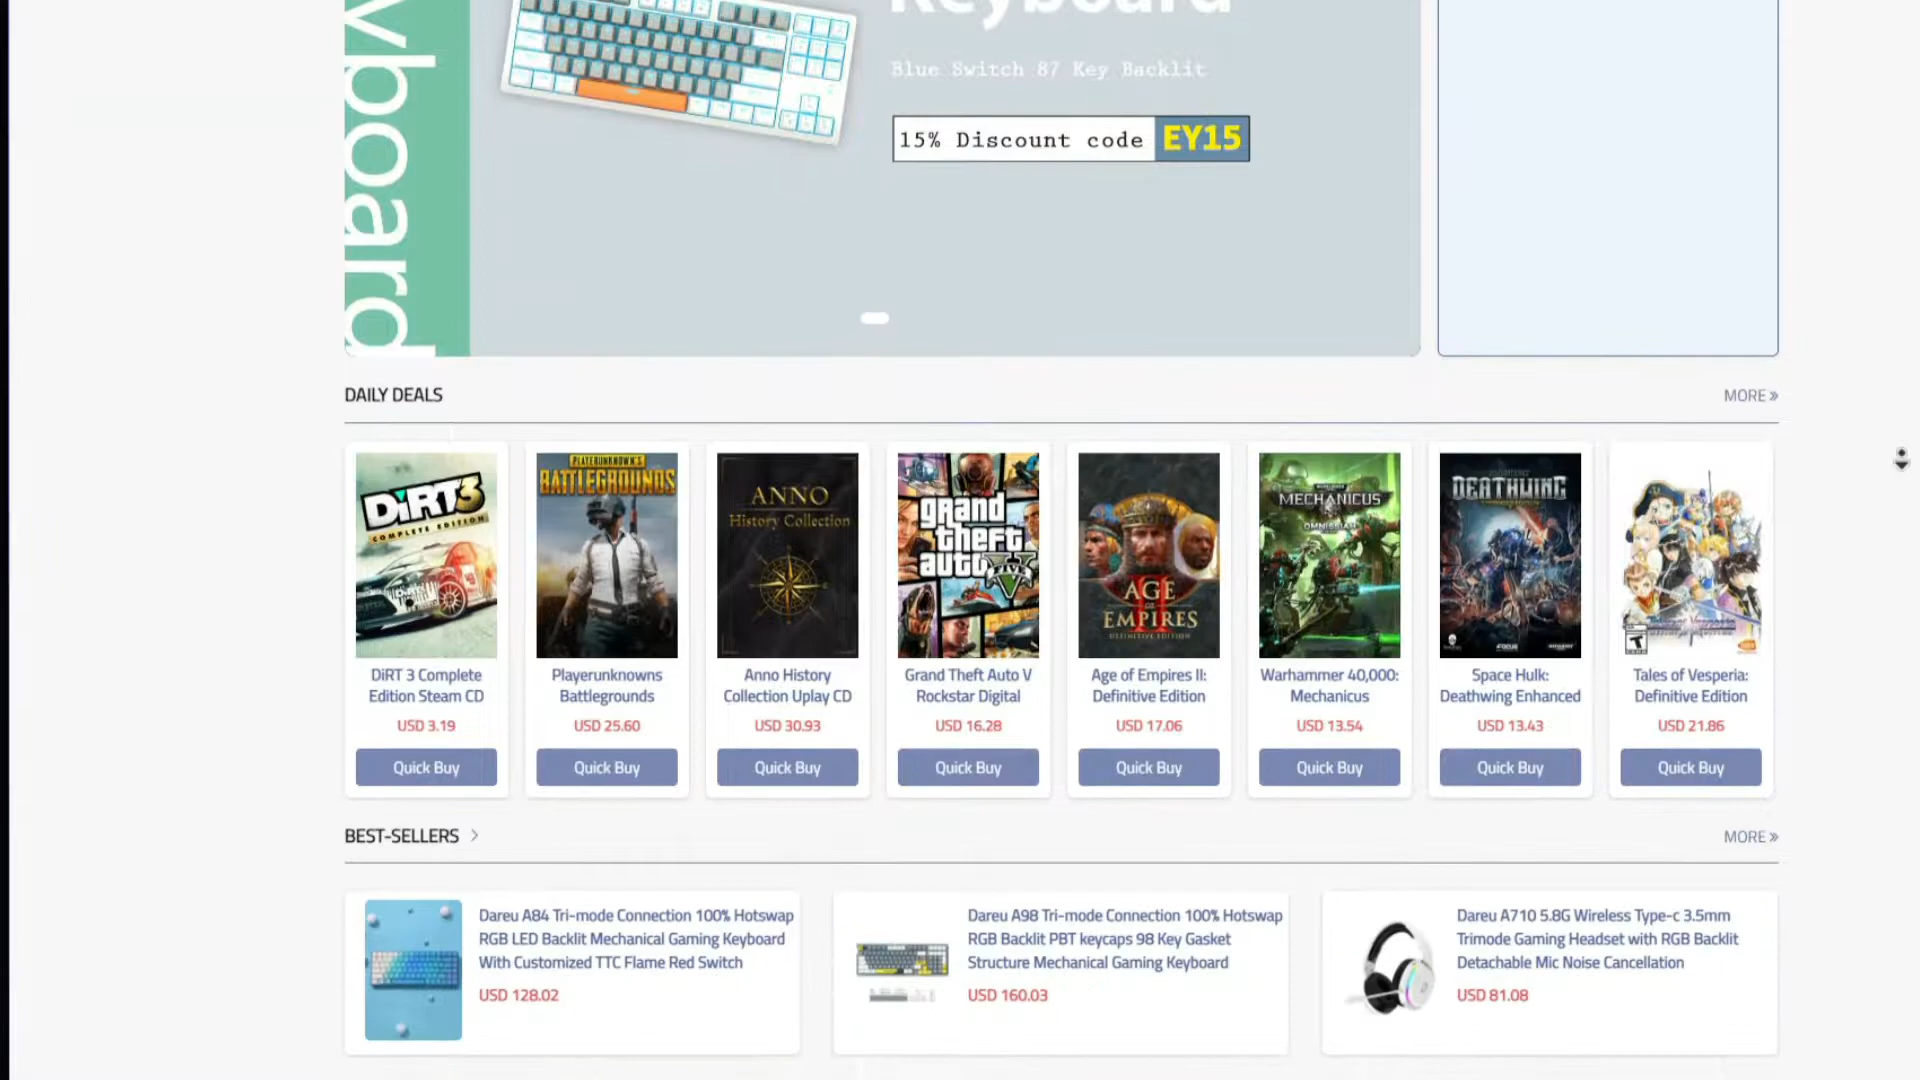 yboard
Keyboard
Blue Switch 87 Key Backlit
15% Discount code EY15
DAILY DEALS
MORE »
DiRT3
COMPLETE EDITION
PLAYERUNKNOWN'S
BATTLEGROUNDS
ANNO
History Collection
grand
theft
auto
FIVE
AGE
OF
EMPIRES
II
DEFINITIVE EDITION
MECHANICUS
DEATHWING
DiRT 3 Complete
Edition Steam CD
USD 3.19
Quick Buy
Playerunknowns
Battlegrounds
USD 25.60
Quick Buy
Anno History
Collection Uplay CD
USD 30.93
Quick Buy
Grand Theft Auto V
Rockstar Digital
USD 16.28
Quick Buy
Age of Empires II:
Definitive Edition
USD 17.06
Quick Buy
Warhammer 40,000:
Mechanicus
USD 13.54
Quick Buy
Space Hulk:
Deathwing Enhanced
USD 13.43
Quick Buy
Tales of Vesperia:
Definitive Edition
USD 21.86
Quick Buy
BEST-SELLERS >
MORE »
Dareu A84 Tri-mode Connection 100% Hotswap
RGB LED Backlit Mechanical Gaming Keyboard
With Customized TTC Flame Red Switch
USD 128.02
Dareu A98 Tri-mode Connection 100% Hotswap
RGB Backlit PBT keycaps 98 Key Gasket
Structure Mechanical Gaming Keyboard
USD 160.03
Dareu A710 5.8G Wireless Type-c 3.5mm
Trimode Gaming Headset with RGB Backlit
Detachable Mic Noise Cancellation
USD 81.08